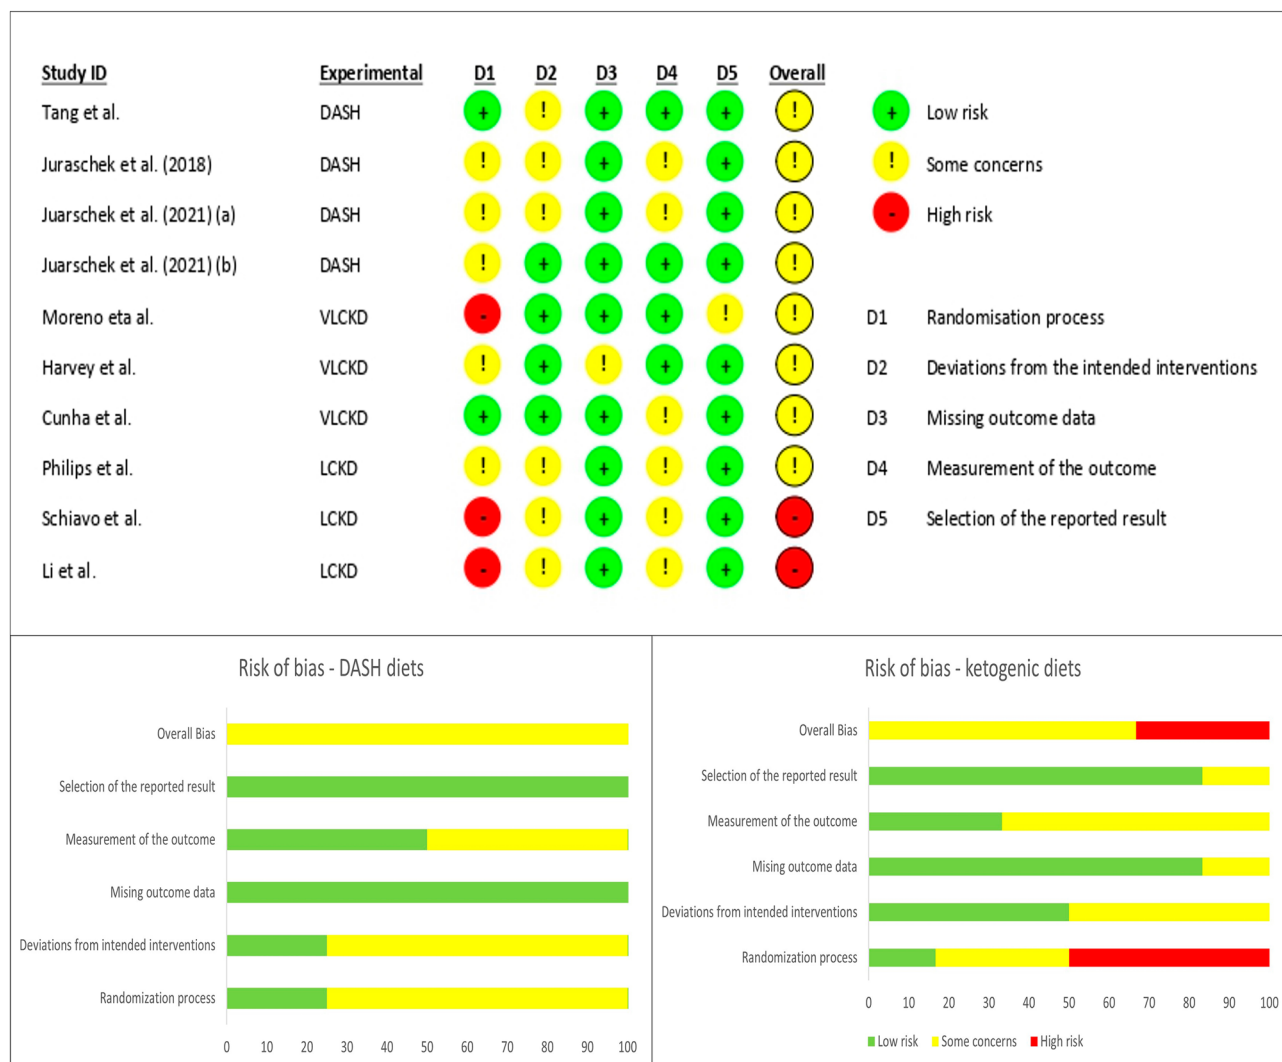 Study ID Experimental D1 D2 D3 D4 D5 Overall
Tang et al. DASH + ! + + + ! + Low risk
Juraschek et al. (2018) DASH ! ! + ! + ! ! Some concerns
Juarschek et al. (2021) (a) DASH ! ! + ! + ! - High risk
Juarschek et al. (2021) (b) DASH ! + + + + !
Moreno eta al. VLCKD - + + + ! ! D1 Randomisation process
Harvey et al. VLCKD ! + ! + + ! D2 Deviations from the intended interventions
Cunha et al. VLCKD + + + ! + ! D3 Missing outcome data
Philips et al. LCKD ! ! + ! + ! D4 Measurement of the outcome
Schiavo et al. LCKD - ! + ! + - D5 Selection of the reported result
Li et al. LCKD - ! + ! + -
Risk of bias - DASH diets
Overall Bias
Selection of the reported result
Measurement of the outcome
Mising outcome data
Deviations from intended interventions
Randomization process
0 10 20 30 40 50 60 70 80 90 100
Risk of bias - ketogenic diets
Overall Bias
Selection of the reported result
Measurement of the outcome
Mising outcome data
Deviations from intended interventions
Randomization process
0 10 20 30 40 50 60 70 80 90 100
Low risk Some concerns High risk